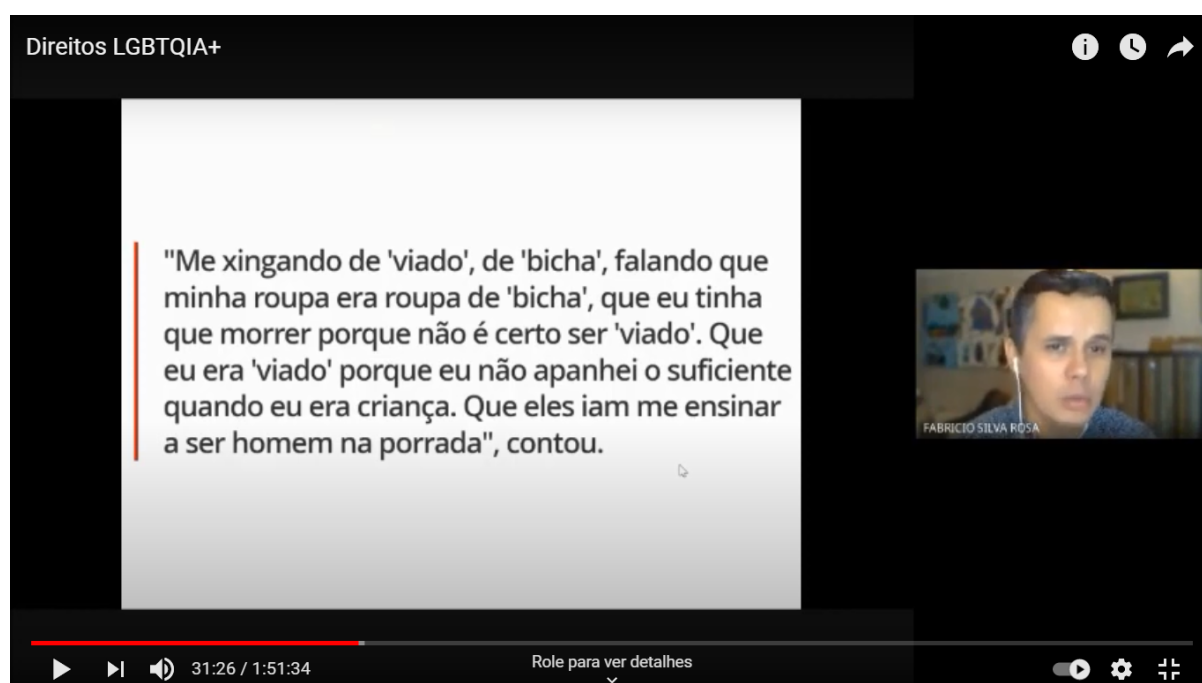 Direitos LGBTQIA+
"Me xingando de 'viado', de 'bicha', falando que
minha roupa era roupa de 'bicha', que eu tinha
que morrer porque não é certo ser 'viado'. Que
eu era 'viado' porque eu não apanhei o suficiente
quando eu era criança. Que eles iam me ensinar
a ser homem na porrada", contou.
FABRICIO SILVA ROSA
31:26 / 1:51:34
Role para ver detalhes